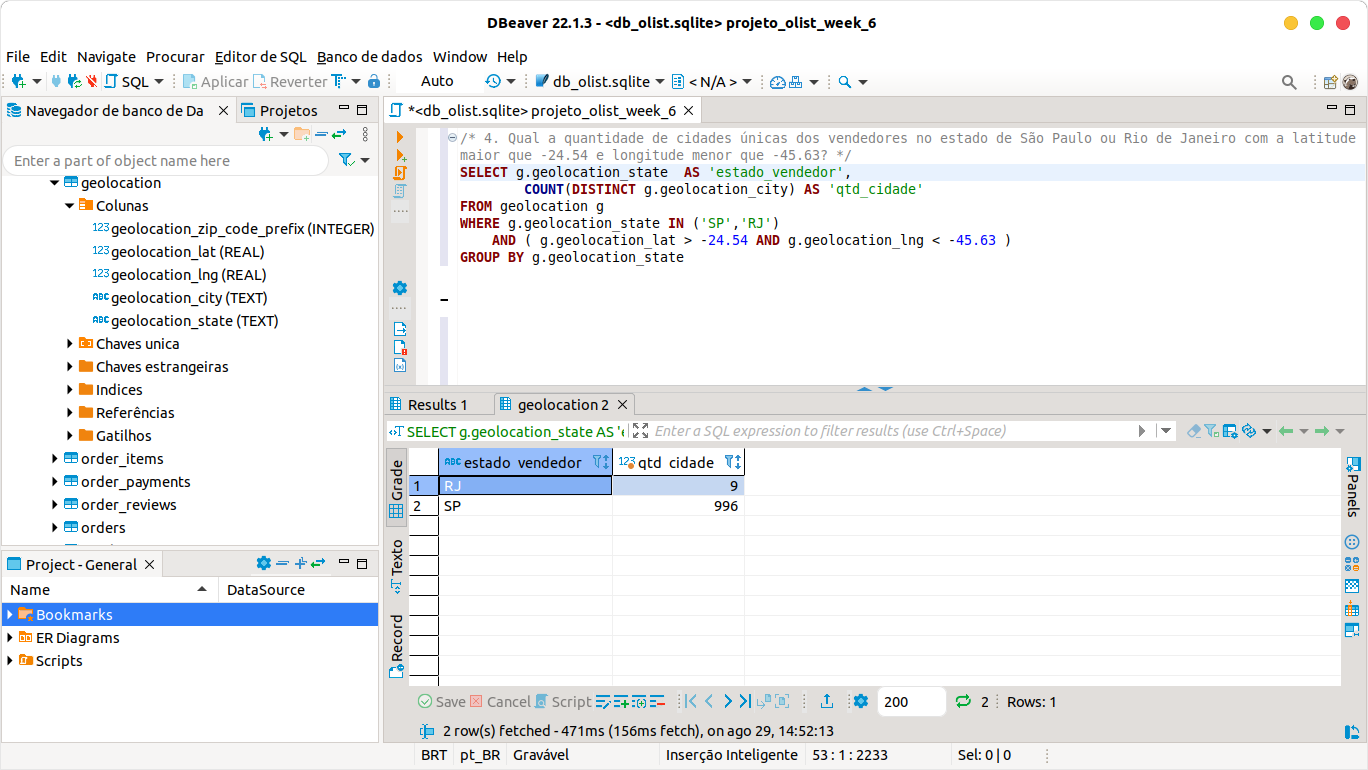 DBeaver 22.1.3 - <db_olist.sqlite> projeto_olist_week_6
File Edit Navigate Procurar Editor de SQL Banco de dados Window Help
SQL Aplicar Reverter Auto db_olist.sqlite < N/A >
Navegador de banco de Da Projetos
Enter a part of object name here
geolocation
Colunas
123 geolocation_zip_code_prefix (INTEGER)
123 geolocation_lat (REAL)
123 geolocation_lng (REAL)
ABC geolocation_city (TEXT)
ABC geolocation_state (TEXT)
Chaves unica
Chaves estrangeiras
Indices
Referências
Gatilhos
order_items
order_payments
order_reviews
orders
Project - General
Name DataSource
Bookmarks
ER Diagrams
Scripts
*<db_olist.sqlite> projeto_olist_week_6
/* 4. Qual a quantidade de cidades únicas dos vendedores no estado de São Paulo ou Rio de Janeiro com a latitude
maior que -24.54 e longitude menor que -45.63? */
SELECT g.geolocation_state  AS 'estado_vendedor',
COUNT(DISTINCT g.geolocation_city) AS 'qtd_cidade'
FROM geolocation g
WHERE g.geolocation_state IN ('SP','RJ')
AND ( g.geolocation_lat > -24.54 AND g.geolocation_lng < -45.63 )
GROUP BY g.geolocation_state
Results 1 geolocation 2
SELECT g.geolocation_state AS 'e Enter a SQL expression to filter results (use Ctrl+Space)
Grade
Texto
Record
ABC estado_vendedor 123 qtd_cidade
1 RJ 9
2 SP 996
Panels
Save Cancel Script 200 2 Rows: 1
2 row(s) fetched - 471ms (156ms fetch), on ago 29, 14:52:13
BRT pt_BR Gravável Inserção Inteligente 53 : 1 : 2233 Sel: 0 | 0